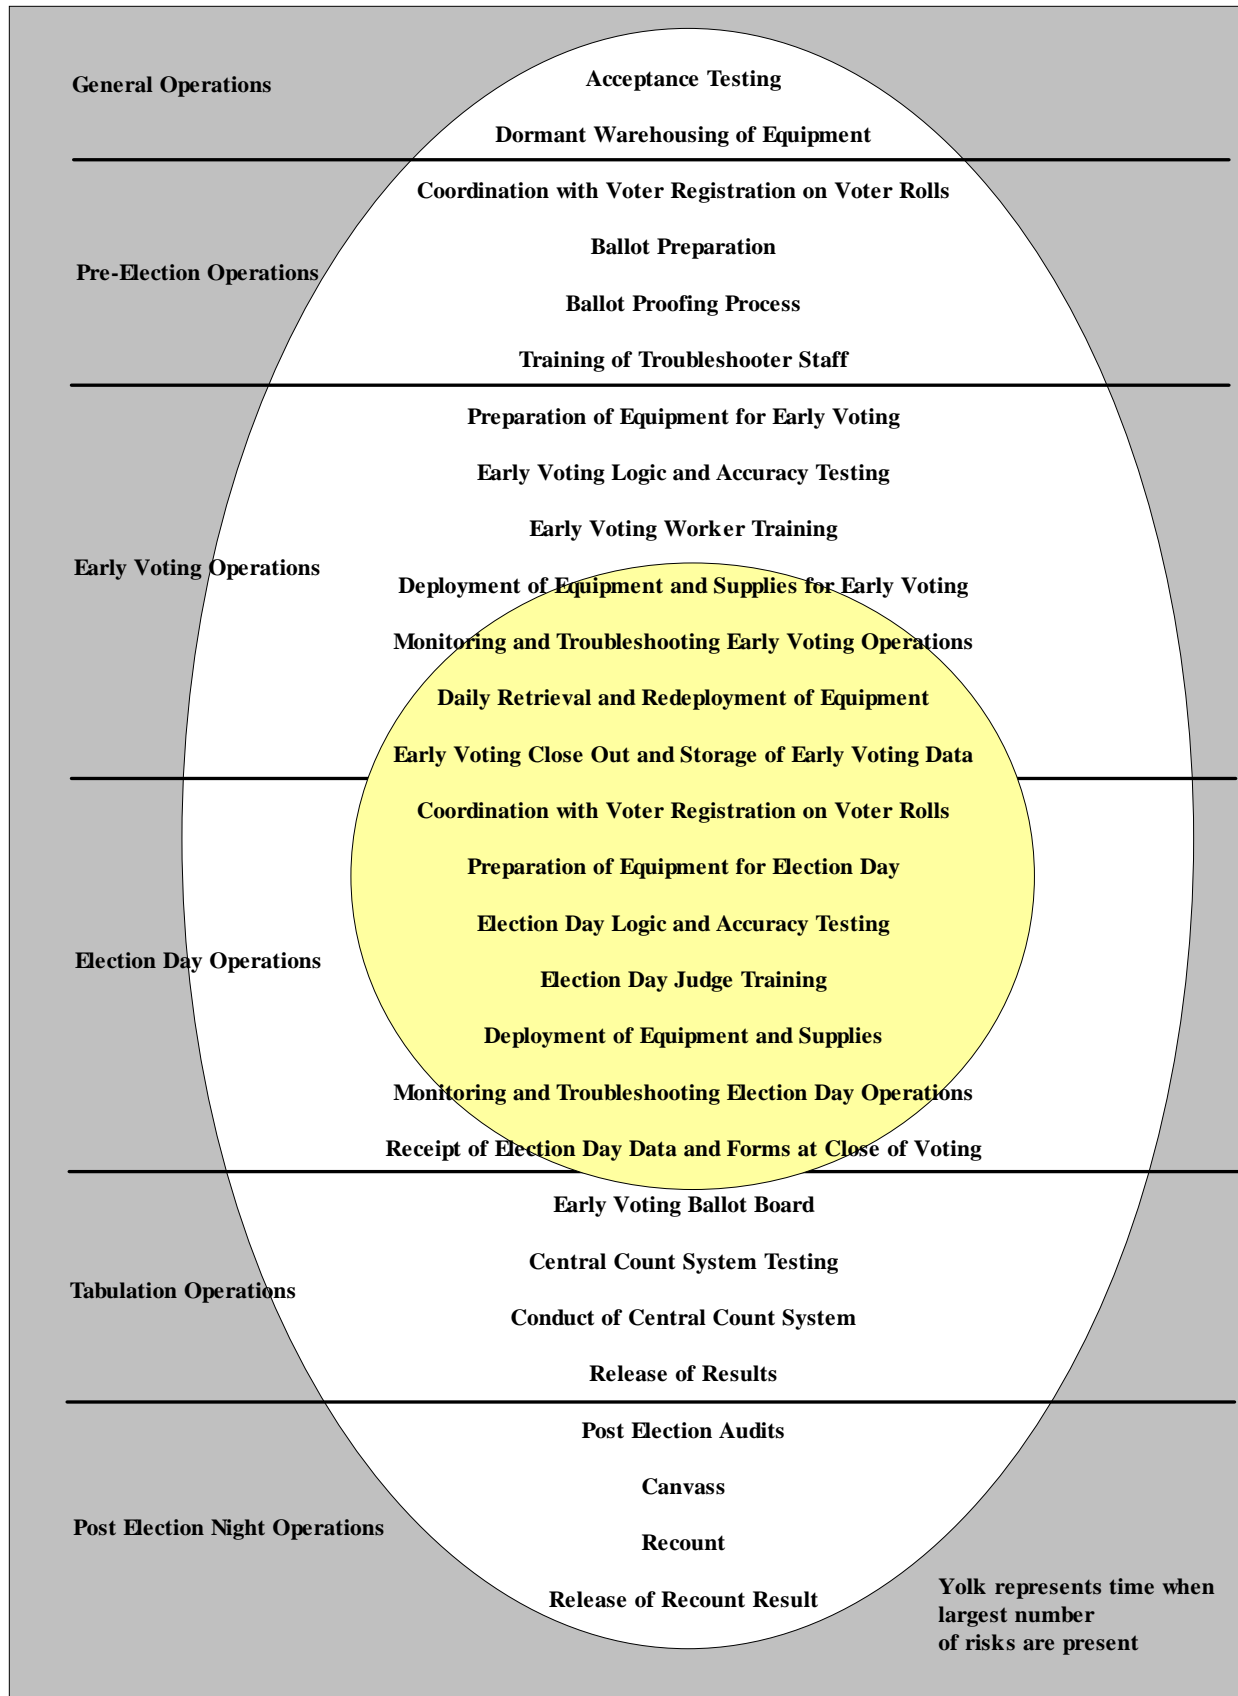 General Operations
Acceptance Testing
Dormant Warehousing of Equipment
Coordination with Voter Registration on Voter Rolls
Ballot Preparation
Pre-Election Operations
Ballot Proofing Process
Training of Troubleshooter Staff
Preparation of Equipment for Early Voting
Early Voting Logic and Accuracy Testing
Early Voting Worker Training
Early Voting Operations
Deployment of Equipment and Supplies for Early Voting
Monitoring and Troubleshooting Early Voting Operations
Daily Retrieval and Redeployment of Equipment
Early Voting Close Out and Storage of Early Voting Data
Coordination with Voter Registration on Voter Rolls
Preparation of Equipment for Election Day
Election Day Logic and Accuracy Testing
Election Day Operations
Election Day Judge Training
Deployment of Equipment and Supplies
Monitoring and Troubleshooting Election Day Operations
Receipt of Election Day Data and Forms at Close of Voting
Early Voting Ballot Board
Central Count System Testing
Tabulation Operations
Conduct of Central Count System
Release of Results
Post Election Audits
Canvass
Post Election Night Operations
Recount
Release of Recount Result
Yolk represents time when
largest number
of risks are present